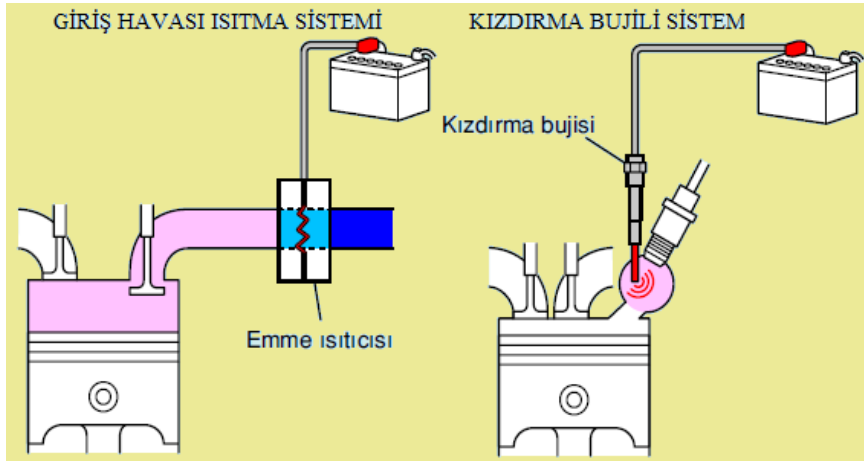 GİRİŞ HAVASI ISITMA SİSTEMİ
KIZDIRMA BUJİLİ SİSTEM
Kızdırma bujisi
Emme ısıtıcısı